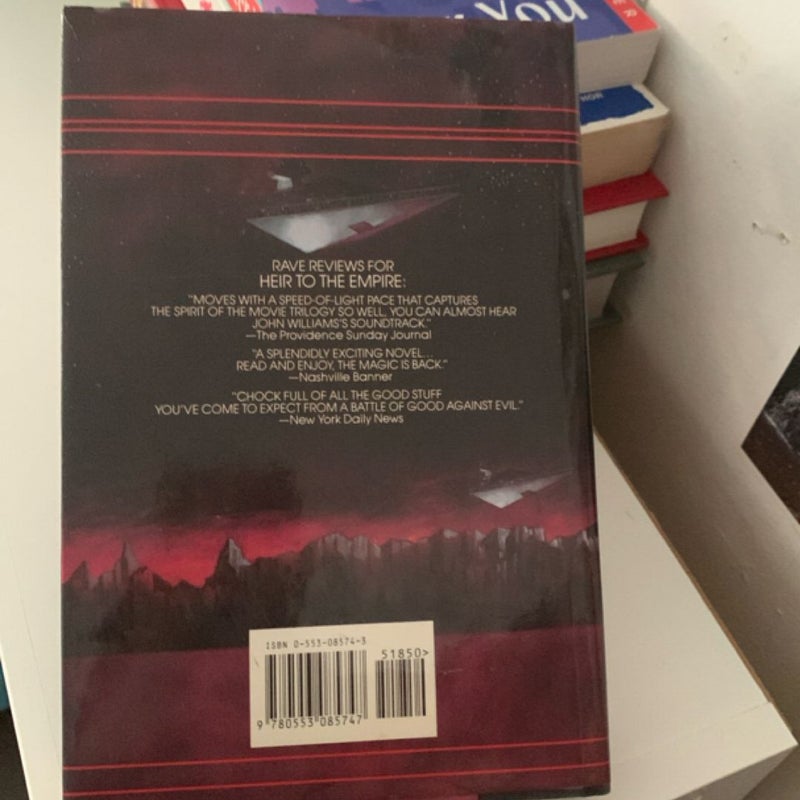 You
HOR
RAVE REVIEWS FOR
HEIR TO THE EMPIRE:
"MOVES WITH A SPEED-OF-LIGHT PACE THAT CAPTURES
THE SPIRIT OF THE MOVIE TRILOGY SO WELL, YOU CAN ALMOST HEAR
JOHN WILLIAMS'S SOUNDTRACK."
—The Providence Sunday Journal
"A SPLENDIDLY EXCITING NOVEL...
READ AND ENJOY, THE MAGIC IS BACK."
—Nashville Banner
"CHOCK FULL OF ALL THE GOOD STUFF
YOU'VE COME TO EXPECT FROM A BATTLE OF GOOD AGAINST EVIL."
—New York Daily News
ISBN 0-553-08574-3
51850>
9 780553 085747